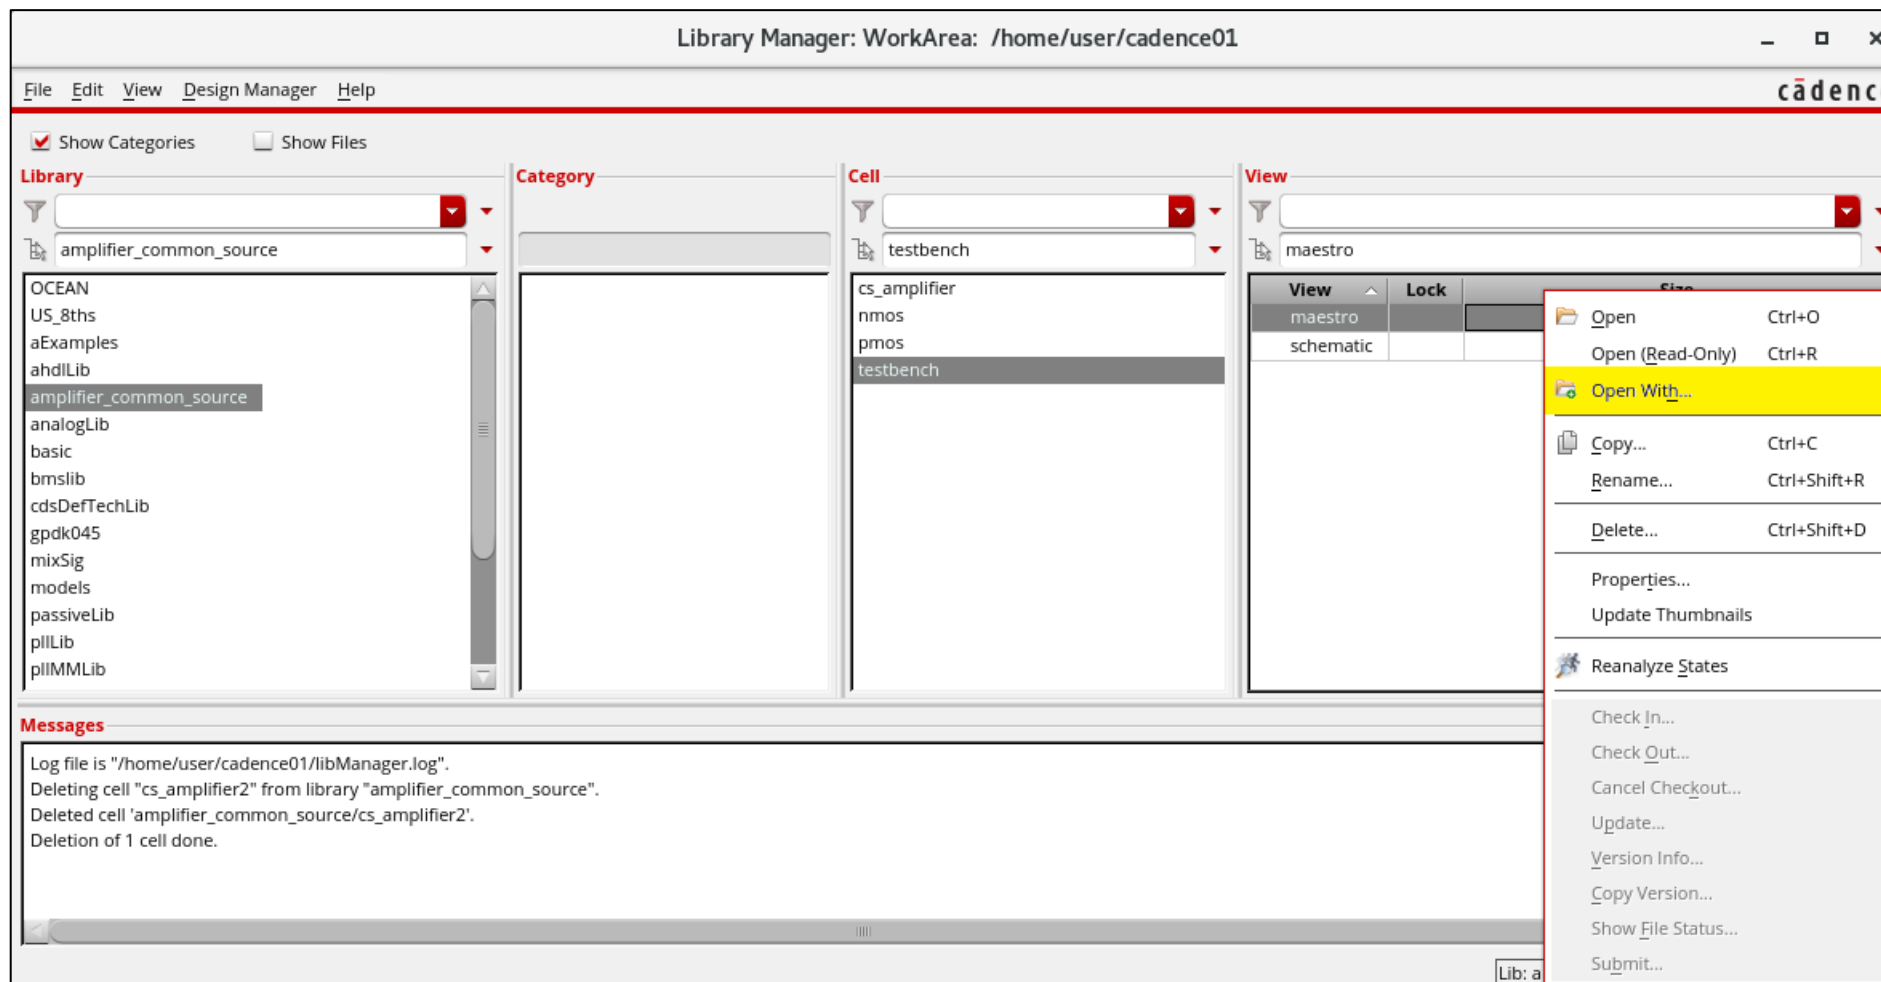 Library Manager: WorkArea: /home/user/cadence01
File Edit View Design Manager Help
cādenc
Show Categories Show Files
Library Category Cell View
amplifier_common_source testbench maestro
OCEAN
US_8ths
aExamples
ahdlLib
amplifier_common_source
analogLib
basic
bmslib
cdsDefTechLib
gpdk045
mixSig
models
passiveLib
pllLib
pllMMLib
cs_amplifier
nmos
pmos
testbench
View Lock Size
maestro
schematic
Open Ctrl+O
Open (Read-Only) Ctrl+R
Open With...
Copy... Ctrl+C
Rename... Ctrl+Shift+R
Delete... Ctrl+Shift+D
Properties...
Update Thumbnails
Reanalyze States
Check In...
Check Out...
Cancel Checkout...
Update...
Version Info...
Copy Version...
Show File Status...
Submit...
Messages
Log file is "/home/user/cadence01/libManager.log".
Deleting cell "cs_amplifier2" from library "amplifier_common_source".
Deleted cell 'amplifier_common_source/cs_amplifier2'.
Deletion of 1 cell done.
Lib: a